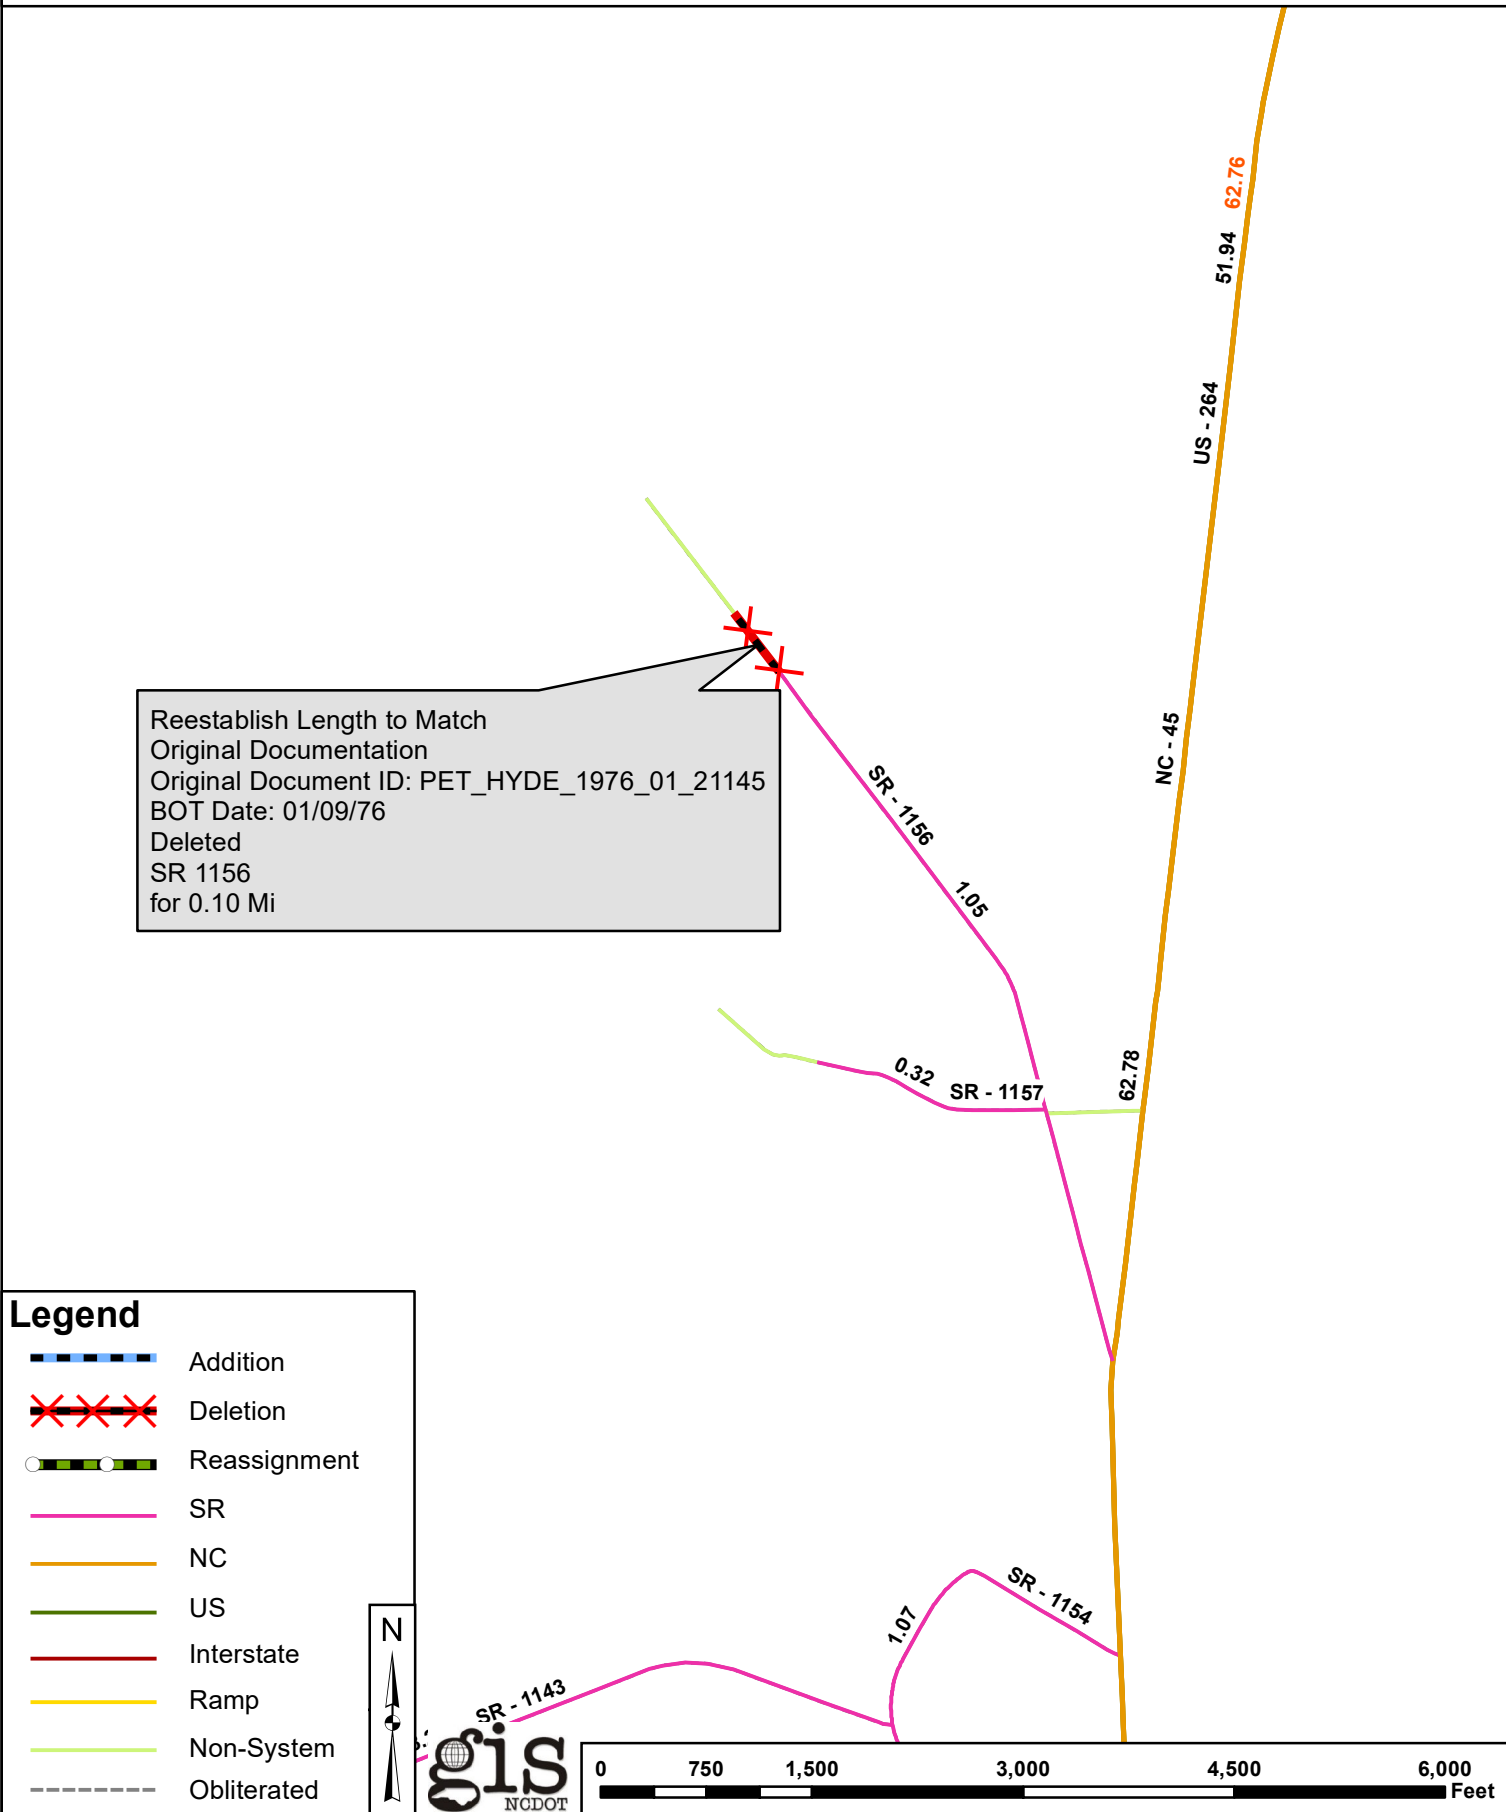 62.76
51.94
US - 264
NC - 45
Reestablish Length to Match
Original Documentation
Original Document ID: PET_HYDE_1976_01_21145
BOT Date: 01/09/76
Deleted
SR 1156
for 0.10 Mi
SR - 1156
1.05
0.32
SR - 1157
62.78
Legend
Addition
Deletion
Reassignment
SR
NC
US
Interstate
Ramp
Non-System
Obliterated
N
SR - 1143
1.07
SR - 1154
gis
NCDOT
0 750 1,500 3,000 4,500 6,000
Feet